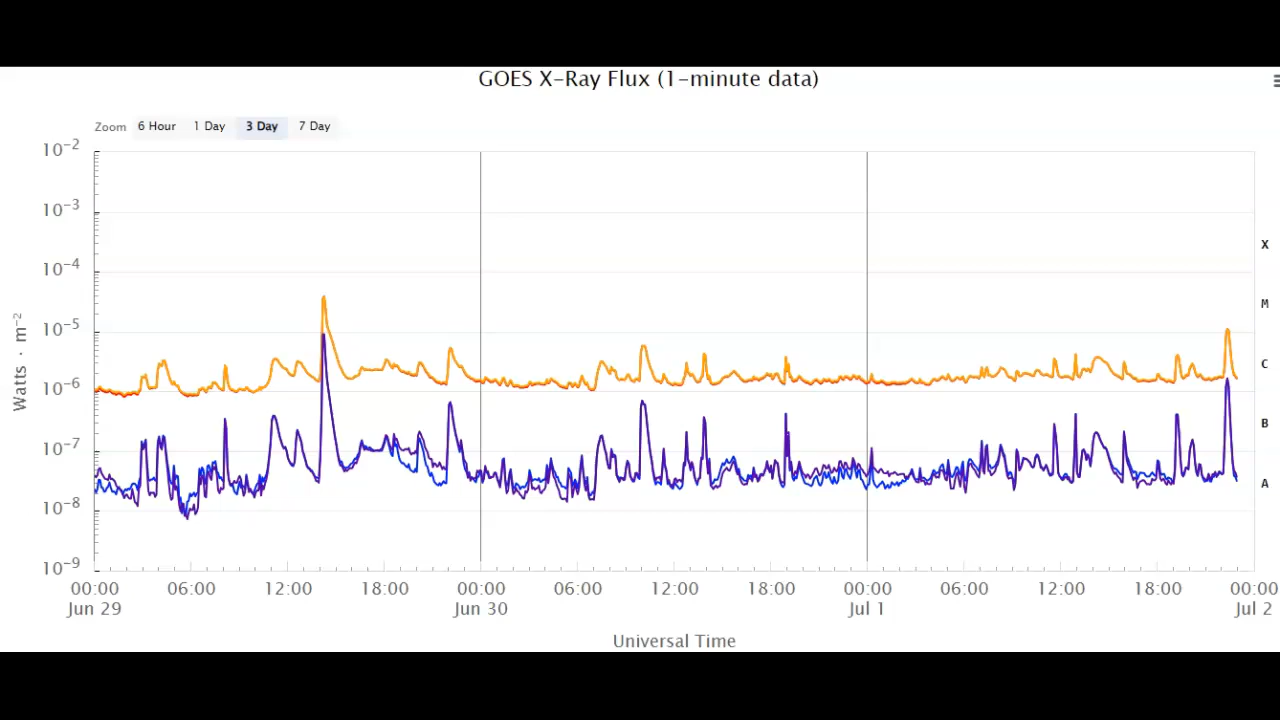 GOES X-Ray Flux (1-minute data)
Zoom 6 Hour 1 Day 3 Day 7 Day
10⁻²
10⁻³
10⁻⁴
10⁻⁵
10⁻⁶
10⁻⁷
10⁻⁸
10⁻⁹
Watts · m⁻²
X
M
C
B
A
00:00 06:00 12:00 18:00 00:00 06:00 12:00 18:00 00:00 06:00 12:00 18:00 00:00
Jun 29 Jun 30 Jul 1 Jul 2
Universal Time